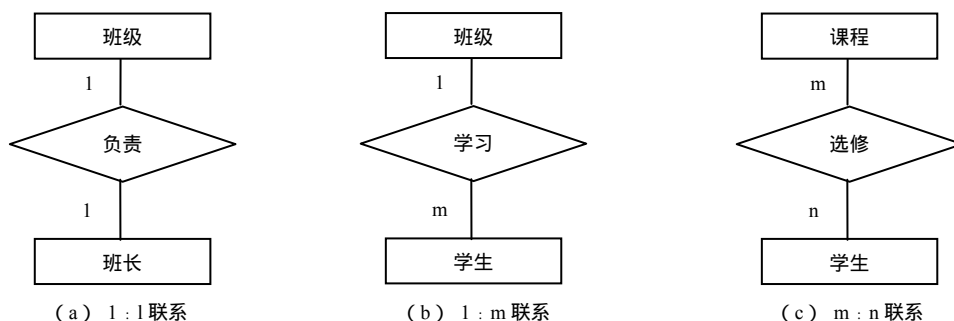 班级
1
负责
1
班长
(a) 1:1联系
班级
1
学习
m
学生
(b) 1:m联系
课程
m
选修
n
学生
(c) m:n联系